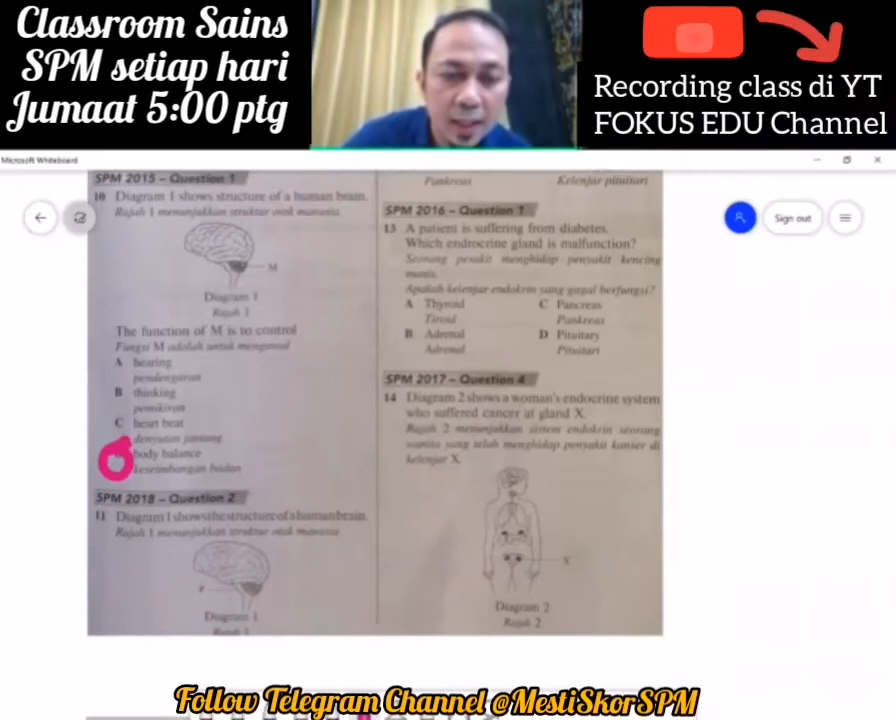 Classroom Sains
SPM setiap hari
Jumaat 5:00 ptg
Recording class di YT
FOKUS EDU Channel
Microsoft Whiteboard
Sign out
SPM 2015 – Question 1
10 Diagram 1 shows structure of a human brain.
Rajah 1 menunjukkan struktur otak manusia.
M
Diagram 1
Rajah 1
The function of M is to control
Fungsi M adalah untuk mengawal
A hearing
pendengaran
B thinking
pemikiran
C heart beat
denyutan jantung
body balance
keseimbangan badan
SPM 2018 – Question 2
11 Diagram 1 shows the structure of a human brain.
Rajah 1 menunjukkan struktur otak manusia
P
Diagram 1
Rajah 1
Pankreas Kelenjar pituitari
SPM 2016 – Question 1
13 A patient is suffering from diabetes.
Which endrocrine gland is malfunction?
Seorang pesakit menghidap penyakit kencing
manis.
Apakah kelenjar endokrin yang gagal berfungsi?
A Thyroid C Pancreas
Tiroid Pankreas
B Adrenal D Pituitary
Adrenal Pituitari
SPM 2017 – Question 4
14 Diagram 2 shows a woman's endocrine system
who suffered cancer at gland X.
Rajah 2 menunjukkan sistem endokrin seorang
wanita yang telah menghidap penyakit kanser di
kelenjar X.
X
Diagram 2
Rajah 2
Follow Telegram Channel @MestiSkorSPM